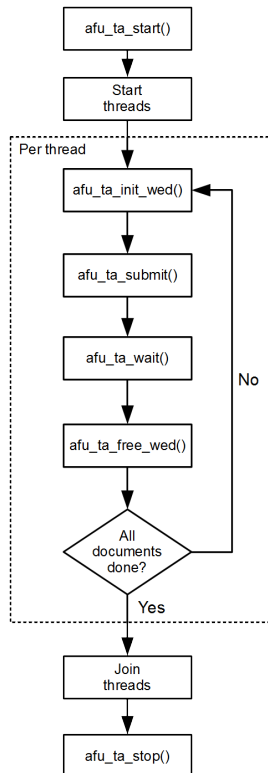 afu_ta_start()
Start
threads
Per thread
afu_ta_init_wed()
afu_ta_submit()
afu_ta_wait()
No
afu_ta_free_wed()
All
documents
done?
Yes
Join
threads
afu_ta_stop()